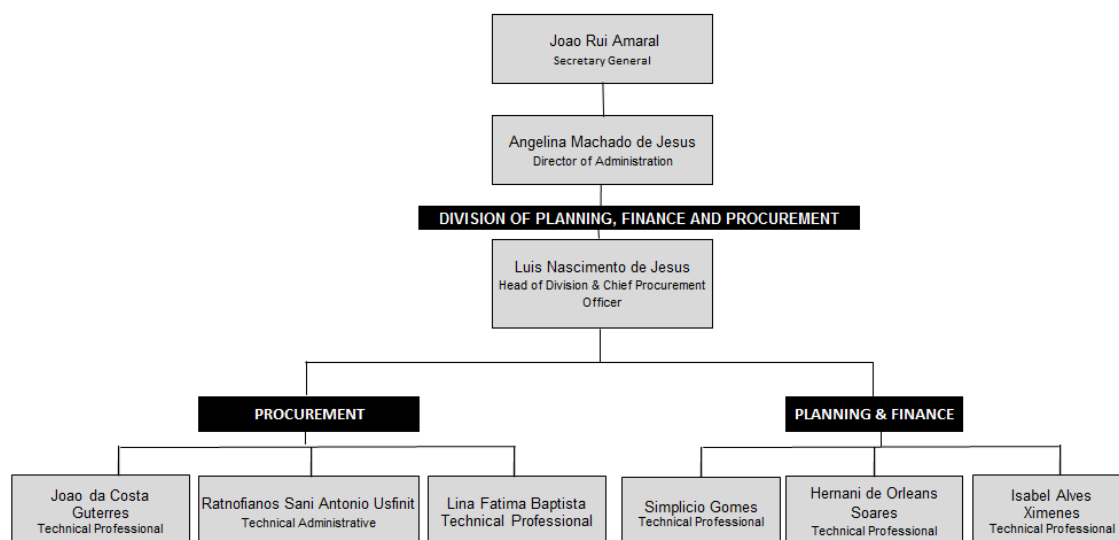 Joao Rui Amaral
Secretary General
Angelina Machado de Jesus
Director of Administration
DIVISION OF PLANNING, FINANCE AND PROCUREMENT
Luis Nascimento de Jesus
Head of Division & Chief Procurement
Officer
PROCUREMENT
PLANNING & FINANCE
Joao da Costa
Guterres
Technical Professional
Ratnofianos Sani Antonio Usfinit
Technical Administrative
Lina Fatima Baptista
Technical Professional
Simplicio Gomes
Technical Professional
Hernani de Orleans
Soares
Technical Professional
Isabel Alves
Ximenes
Technical Professional